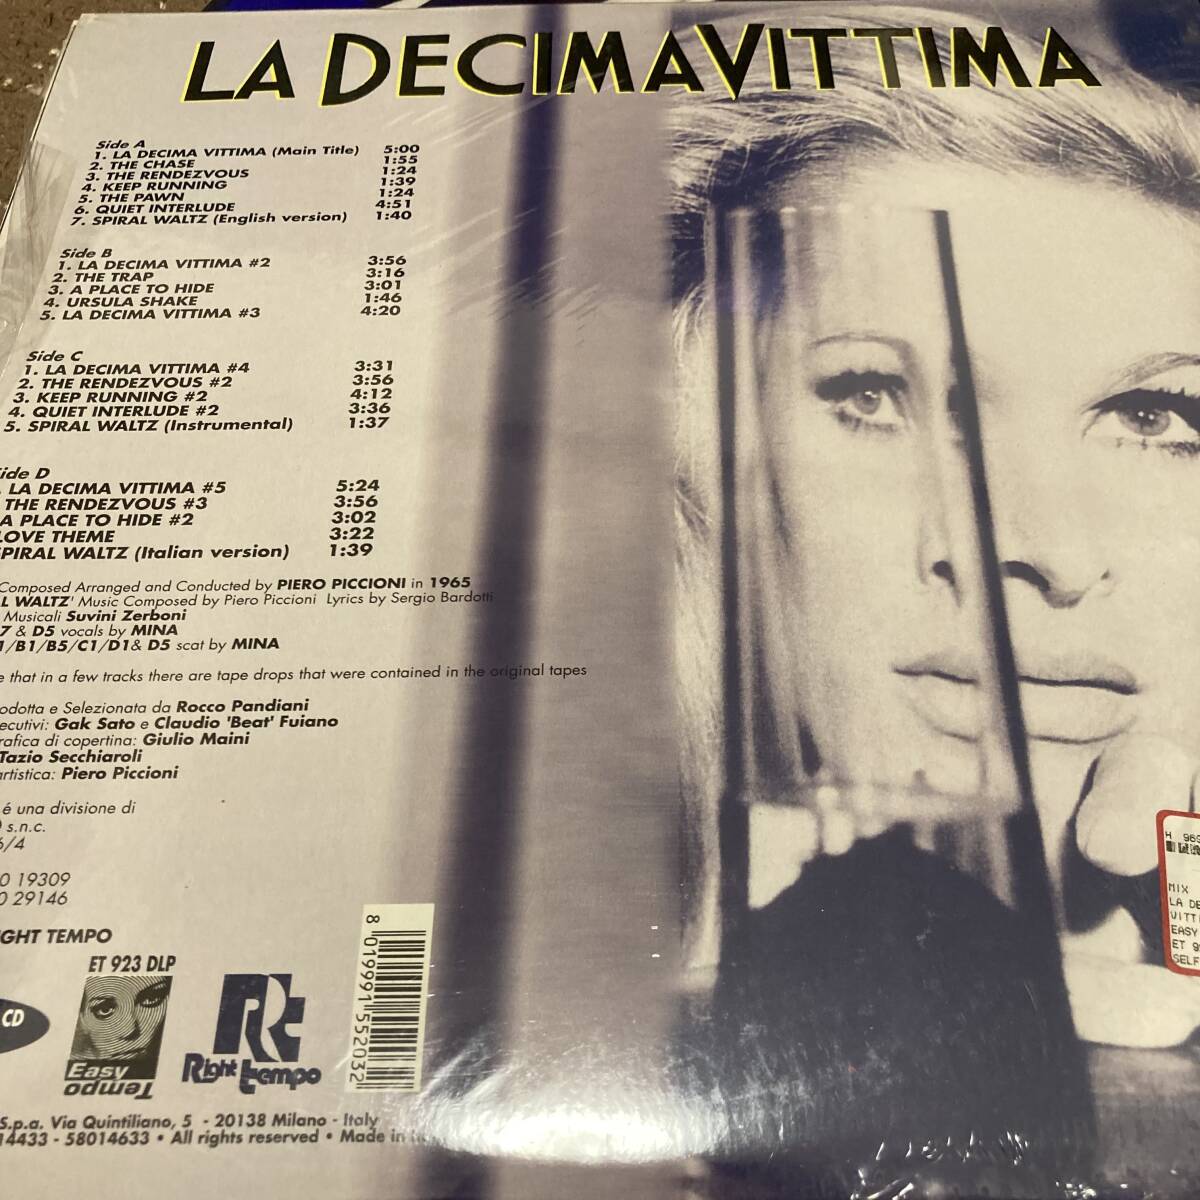 LA DECIMA VITTIMA
Side A
1. LA DECIMA VITTIMA (Main Title) 5:00
2. THE CHASE 1:55
3. THE RENDEZVOUS 1:24
4. KEEP RUNNING 1:39
5. THE PAWN 1:24
6. QUIET INTERLUDE 4:51
7. SPIRAL WALTZ (English version) 1:40
Side B
1. LA DECIMA VITTIMA #2 3:56
2. THE TRAP 3:16
3. A PLACE TO HIDE 3:01
4. URSULA SHAKE 1:46
5. LA DECIMA VITTIMA #3 4:20
Side C
1. LA DECIMA VITTIMA #4 3:31
2. THE RENDEZVOUS #2 3:56
3. KEEP RUNNING #2 4:12
4. QUIET INTERLUDE #2 3:36
5. SPIRAL WALTZ (Instrumental) 1:37
ide D
LA DECIMA VITTIMA #5 5:24
THE RENDEZVOUS #3 3:56
A PLACE TO HIDE #2 3:02
LOVE THEME 3:22
SPIRAL WALTZ (Italian version) 1:39
Composed Arranged and Conducted by PIERO PICCIONI in 1965
L WALTZ' Music Composed by Piero Piccioni Lyrics by Sergio Bardotti
Musicali Suvini Zerboni
7 & D5 vocals by MINA
1/B1/B5/C1/D1& D5 scat by MINA
e that in a few tracks there are tape drops that were contained in the original tapes
odotta e Selezionata da Rocco Pandiani
ecutivi: Gak Sato e Claudio 'Beat' Fuiano
rafica di copertina: Giulio Maini
Tazio Secchiaroli
artistica: Piero Piccioni
é una divisione di
s.n.c.
6/4
0 19309
0 29146
IGHT TEMPO
ET 923 DLP
CD
Easy
Tempo
Right tempo
8 019991 552032
S.p.a. Via Quintiliano, 5 - 20138 Milano - Italy
14433 - 58014633 • All rights reserved • Made in
H 969
MIX
LA DE
VITTI
EASY
ET 9
SELF